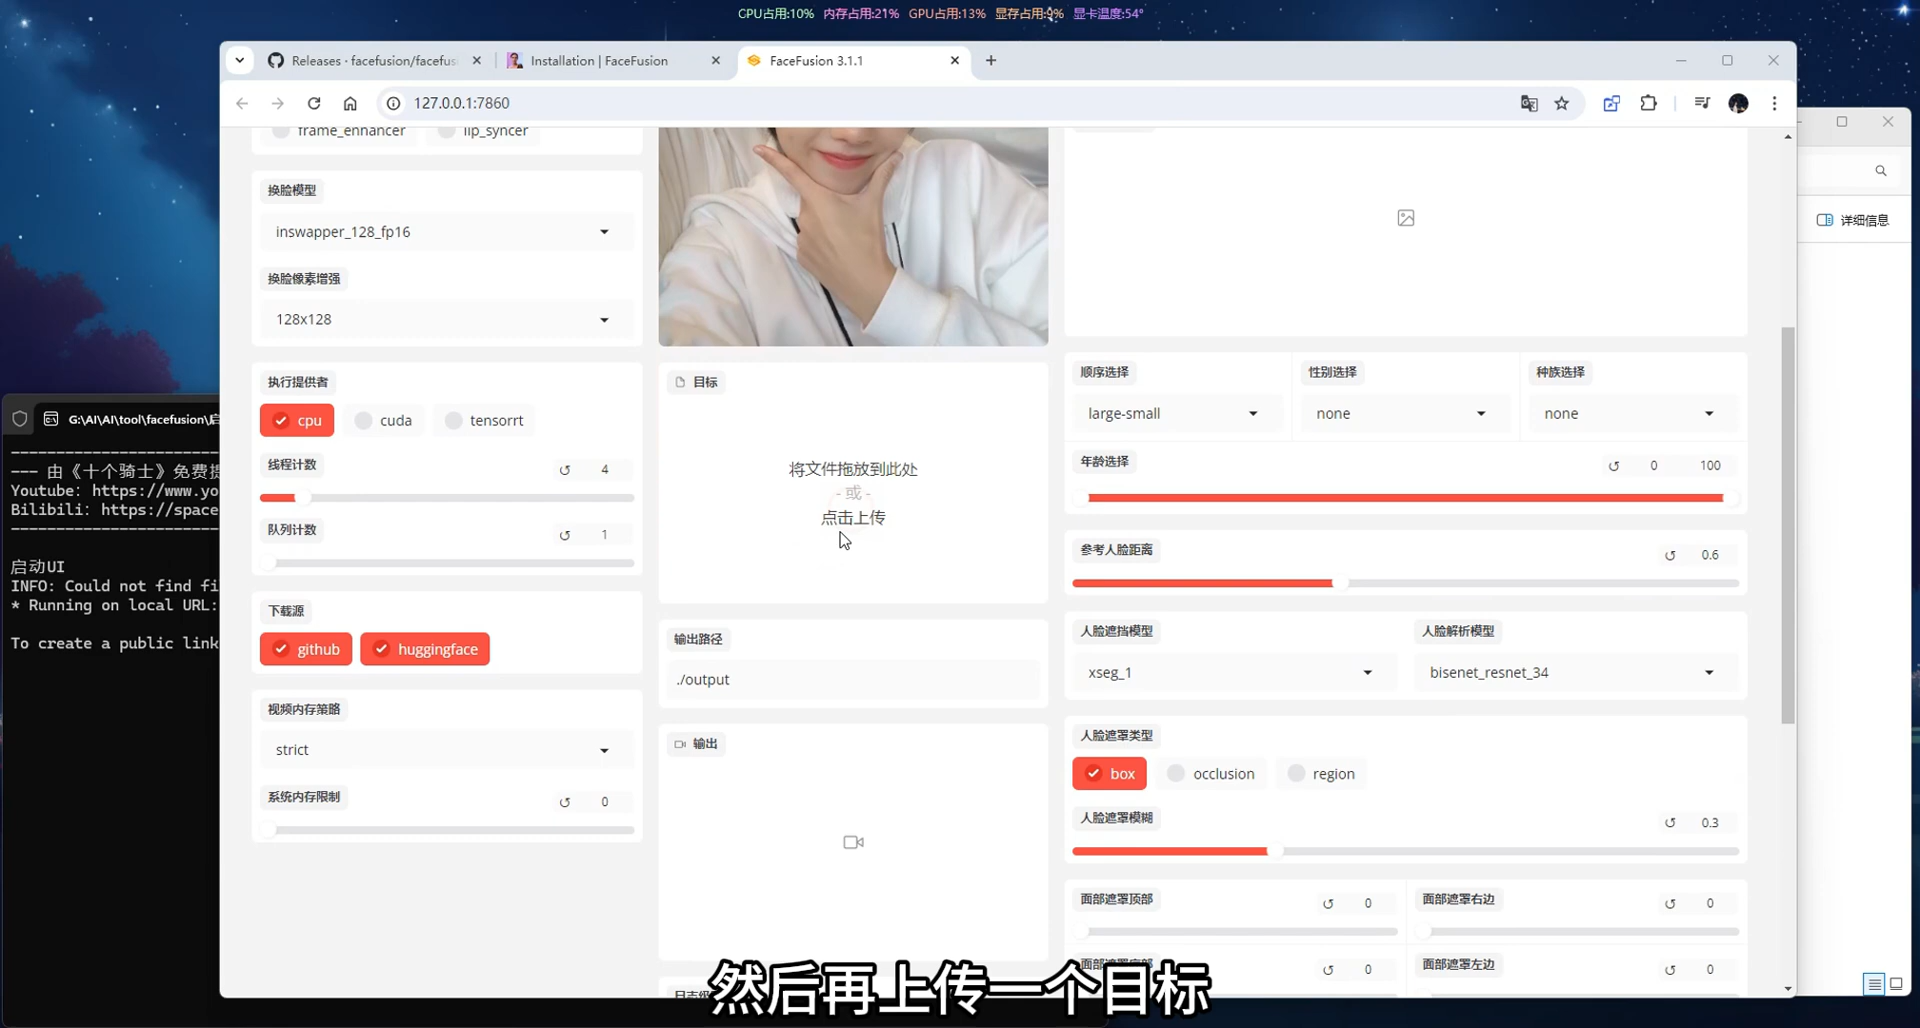 CPU占用:10% 内存占用:21% GPU占用:13% 显存占用:9% 显卡温度:54°
Releases · facefusion/facefus
Installation | FaceFusion
FaceFusion 3.1.1
127.0.0.1:7860
frame_enhancer
lip_syncer
换脸模型
inswapper_128_fp16
换脸像素增强
128x128
执行提供者
cpu
cuda
tensorrt
线程计数
4
队列计数
1
下载源
github
huggingface
视频内存策略
strict
系统内存限制
0
目标
将文件拖放到此处
- 或 -
点击上传
输出路径
./output
输出
顺序选择
large-small
性别选择
none
种族选择
none
年龄选择
0
100
参考人脸距离
0.6
人脸遮挡模型
xseg_1
人脸解析模型
bisenet_resnet_34
人脸遮罩类型
box
occlusion
region
人脸遮罩模糊
0.3
面部遮罩顶部
0
面部遮罩右边
0
0
面部遮罩左边
0
详细信息
G:\AI\AI\tool\facefusion\启
--- 由《十个骑士》免费提
Youtube: https://www.yo
Bilibili: https://space
启动UI
INFO: Could not find fi
* Running on local URL:
To create a public link
然后再上传一个目标